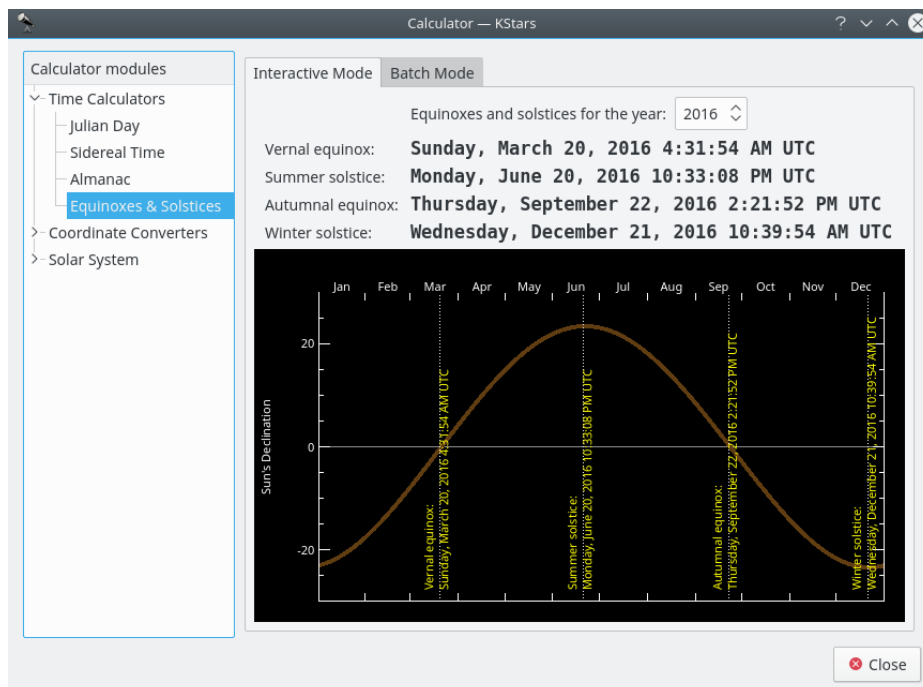 Calculator — KStars
Calculator modules
Time Calculators
Julian Day
Sidereal Time
Almanac
Equinoxes & Solstices
Coordinate Converters
Solar System
Interactive Mode Batch Mode
Equinoxes and solstices for the year: 2016
Vernal equinox: Sunday, March 20, 2016 4:31:54 AM UTC
Summer solstice: Monday, June 20, 2016 10:33:08 PM UTC
Autumnal equinox: Thursday, September 22, 2016 2:21:52 PM UTC
Winter solstice: Wednesday, December 21, 2016 10:39:54 AM UTC
Jan Feb Mar Apr May Jun Jul Aug Sep Oct Nov Dec
20
0
-20
Sun's Declination
Vernal equinox:
Sunday, March 20, 2016 4:31:54 AM UTC
Summer solstice:
Monday, June 20, 2016 10:33:08 PM UTC
Autumnal equinox:
Thursday, September 22, 2016 2:21:52 PM UTC
Winter solstice:
Wednesday, December 21, 2016 10:39:54 AM UTC
Close